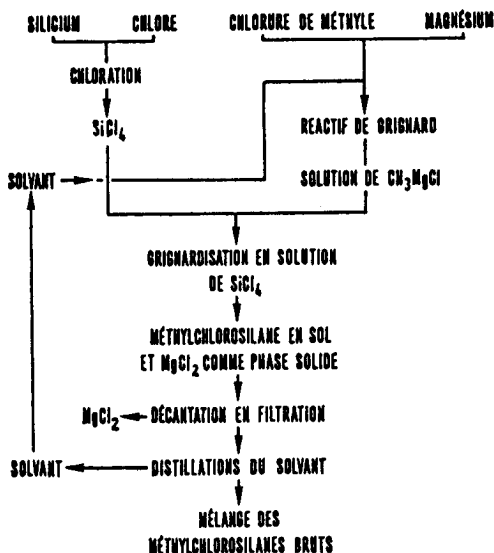 SILICIUM CHLORE CHLORURE DE MÉTHYLE MAGNÉSIUM
CHLORATION
SiCl₄ REACTIF DE GRIGNARD
SOLVANT SOLUTION DE CH₃MgCl
GRIGNARDISATION EN SOLUTION
DE SiCl₄
MÉTHYLCHLOROSILANE EN SOL
ET MgCl₂ COMME PHASE SOLIDE
MgCl₂ DÉCANTATION EN FILTRATION
SOLVANT DISTILLATIONS DU SOLVANT
MÉLANGE DES
MÉTHYLCHLOROSILANES BRUTS